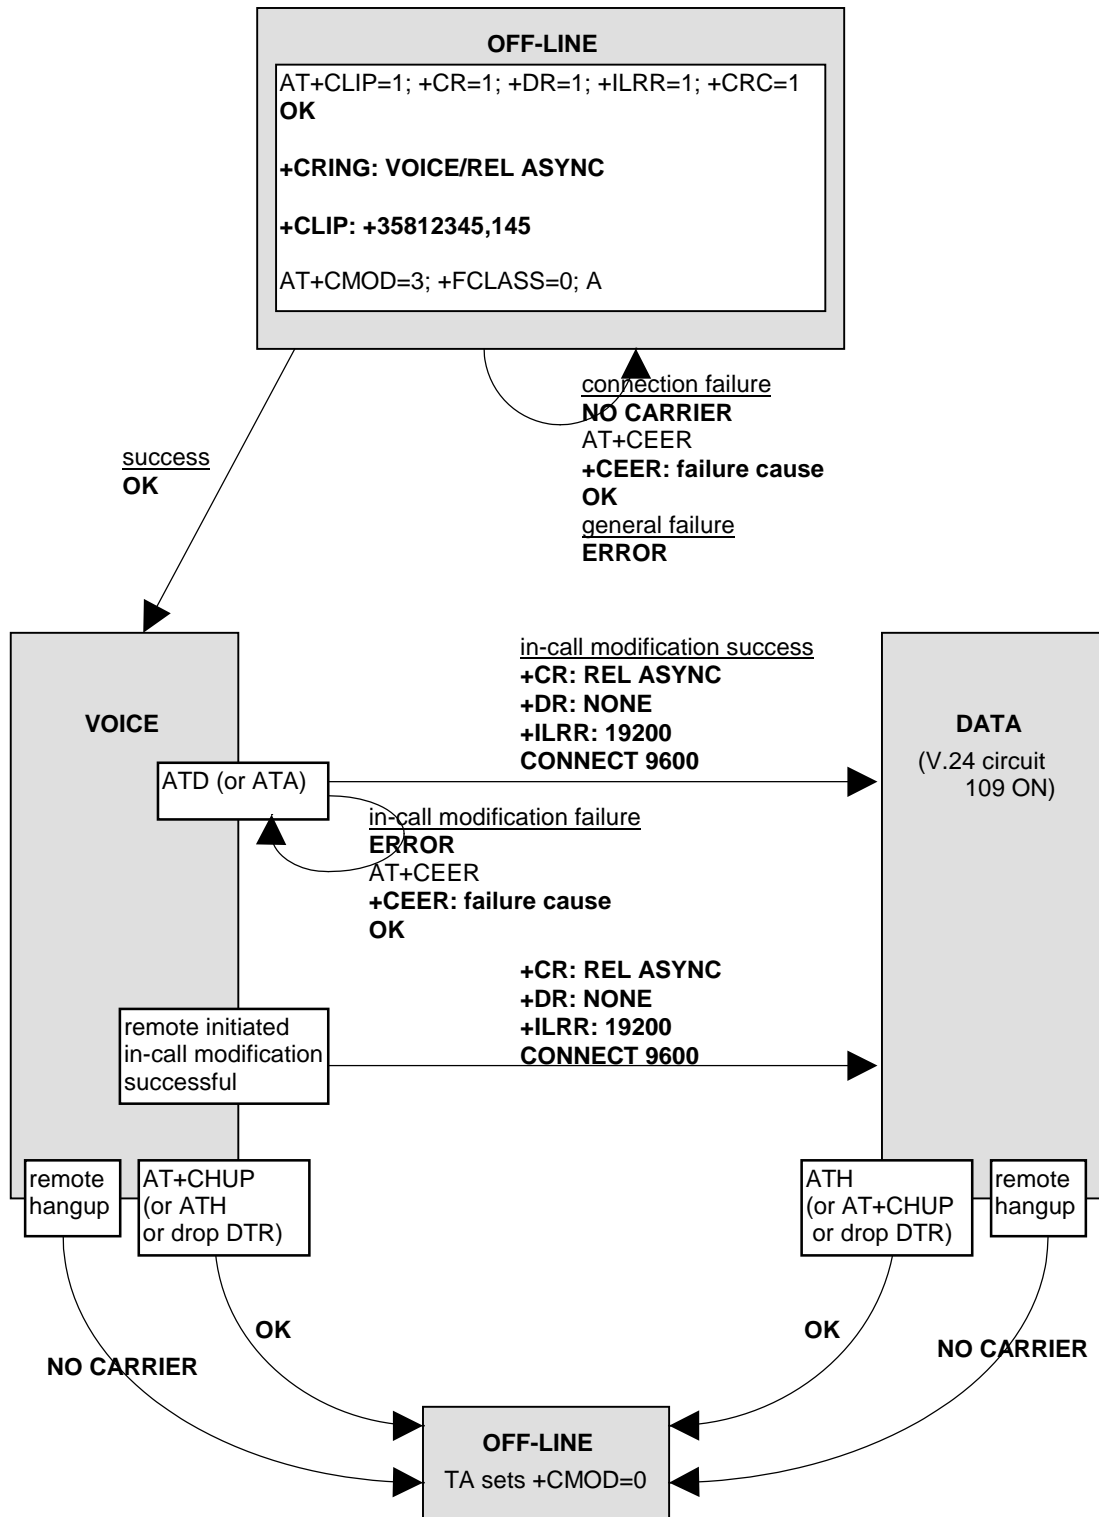 OFF-LINE
AT+CLIP=1; +CR=1; +DR=1; +ILRR=1; +CRC=1
OK
+CRING: VOICE/REL ASYNC
+CLIP: +35812345,145
AT+CMOD=3; +FCLASS=0; A
connection failure
NO CARRIER
AT+CEER
+CEER: failure cause
OK
general failure
ERROR
success
OK
VOICE
in-call modification success
+CR: REL ASYNC
+DR: NONE
+ILRR: 19200
CONNECT 9600
DATA
(V.24 circuit
109 ON)
ATD (or ATA)
in-call modification failure
ERROR
AT+CEER
+CEER: failure cause
OK
+CR: REL ASYNC
+DR: NONE
+ILRR: 19200
CONNECT 9600
remote initiated
in-call modification
successful
remote
hangup
AT+CHUP
(or ATH
or drop DTR)
ATH
(or AT+CHUP
or drop DTR)
remote
hangup
OK
NO CARRIER
OK
NO CARRIER
OFF-LINE
TA sets +CMOD=0